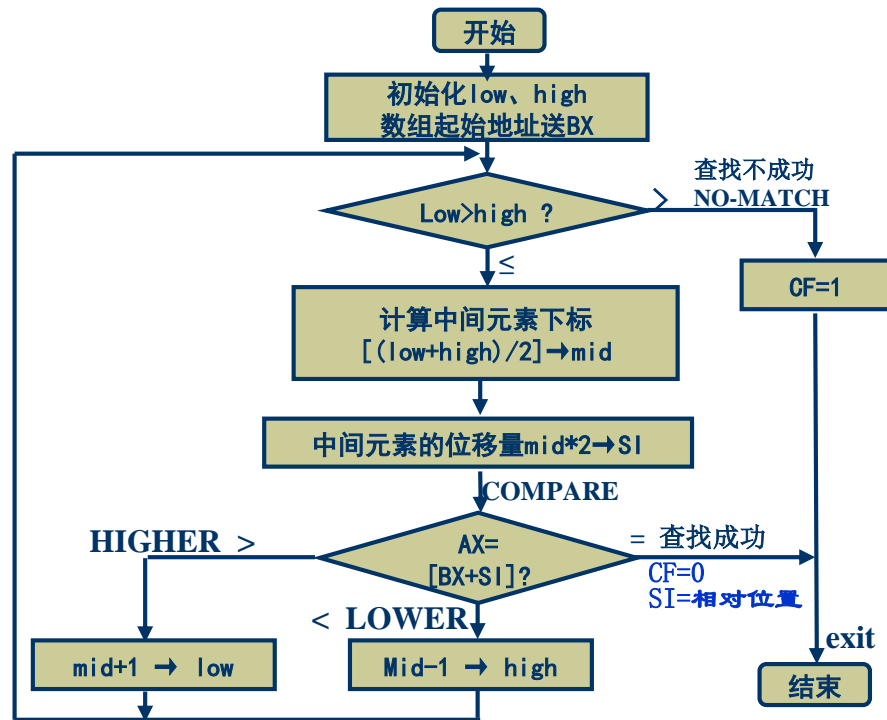 开始
初始化low、high
数组起始地址送BX
查找不成功
>
NO-MATCH
Low>high ?
≤
CF=1
计算中间元素下标
[(low+high)/2]→mid
中间元素的位移量mid*2→SI
COMPARE
HIGHER >
AX=
[BX+SI]?
= 查找成功
CF=0
SI=相对位置
< LOWER
exit
mid+1 → low
Mid-1 → high
结束